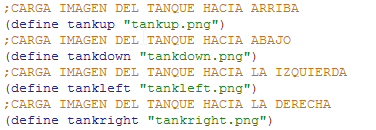 ;CARGA IMAGEN DEL TANQUE HACIA ARRIBA
(define tankup "tankup.png")
;CARGA IMAGEN DEL TANQUE HACIA ABAJO
(define tankdown "tankdown.png")
;CARGA IMAGEN DEL TANQUE HACIA LA IZQUIERDA
(define tankleft "tankleft.png")
;CARGA IMAGEN DEL TANQUE HACIA LA DERECHA
(define tankright "tankright.png")